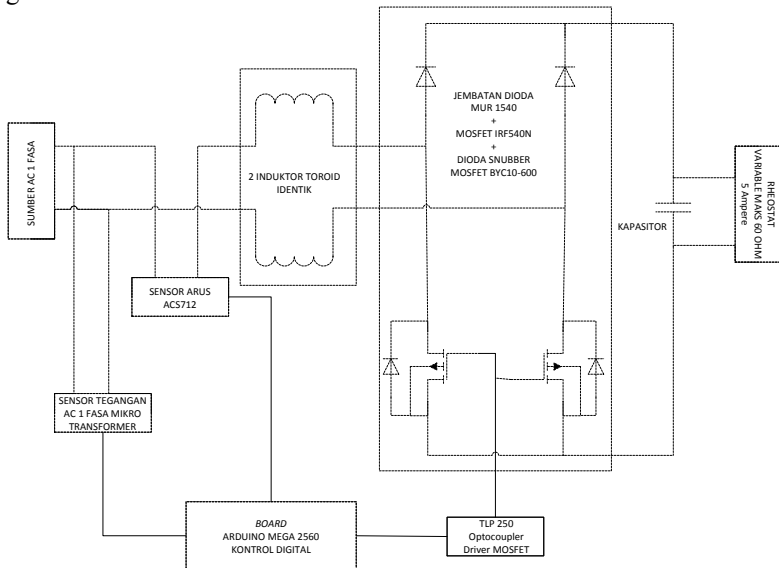 g
JEMBATAN DIODA
MUR 1540
+
MOSFET IRF540N
+
DIODA SNUBBER
MOSFET BYC10-600
SUMBER AC 1 FASA
2 INDUKTOR TOROID
IDENTIK
KAPASITOR
RHEOSTAT
VARIABLE MAKS 60 OHM
5 Ampere
SENSOR ARUS
ACS712
SENSOR TEGANGAN
AC 1 FASA MIKRO
TRANSFORMER
BOARD
ARDUINO MEGA 2560
KONTROL DIGITAL
TLP 250
Optocoupler
Driver MOSFET